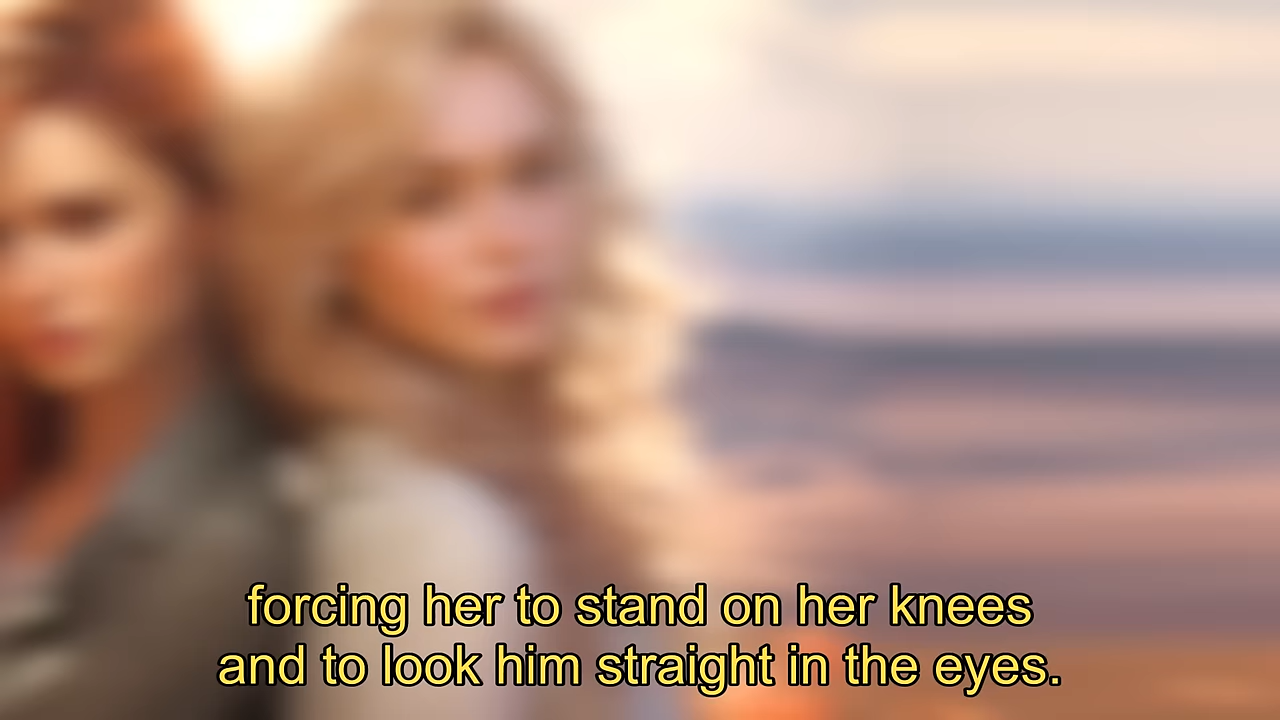 forcing her to stand on her knees
and to look him straight in the eyes.